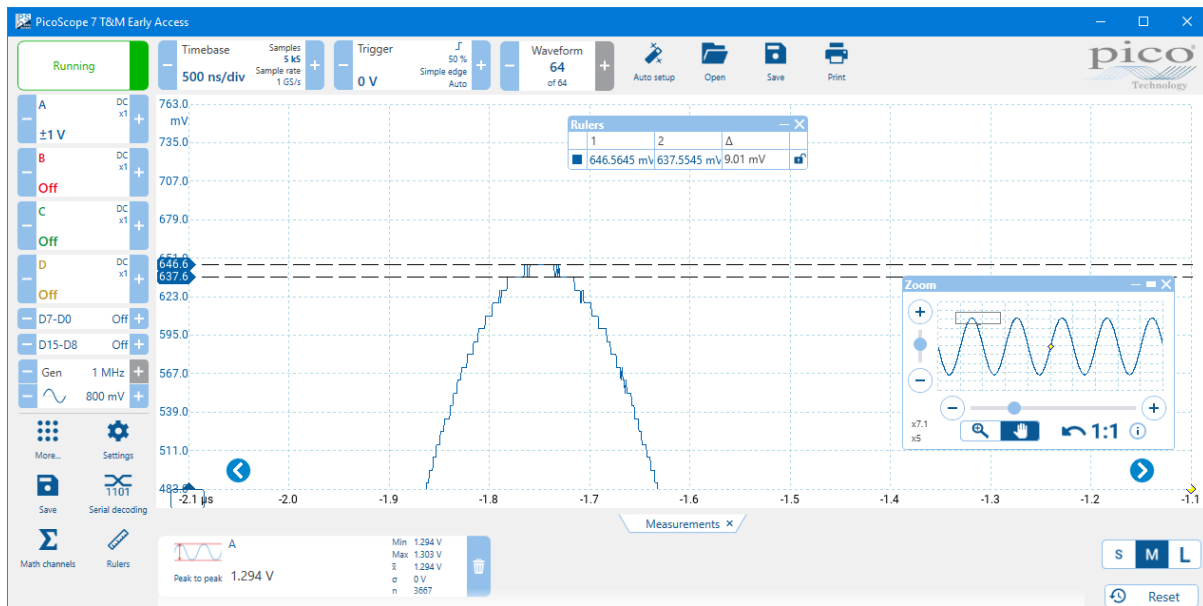 PicoScope 7 T&M Early Access
Running
Timebase
500 ns/div
Samples
5 kS
Sample rate
1 GS/s
Trigger
0 V
50 %
Simple edge
Auto
Waveform
64
of 64
Auto setup
Open
Save
Print
pico
Technology
A
DC
x1
±1 V
B
DC
x1
Off
C
DC
x1
Off
D
DC
x1
Off
D7-D0 Off
D15-D8 Off
Gen 1 MHz
800 mV
More...
Settings
Save
1101
Serial decoding
Math channels
Rulers
763.0
mV
735.0
707.0
679.0
651.0
646.6
637.6
623.0
595.0
567.0
539.0
511.0
483.0
-2.1 µs
-2.0
-1.9
-1.8
-1.7
-1.6
-1.5
-1.4
-1.3
-1.2
-1.1
Rulers
1 2 Δ
646.5645 mV 637.5545 mV 9.01 mV
Zoom
x7.1
x5
1:1
i
Measurements ×
A
Peak to peak 1.294 V
Min 1.294 V
Max 1.303 V
x̄ 1.294 V
σ 0 V
n 3667
S M L
Reset